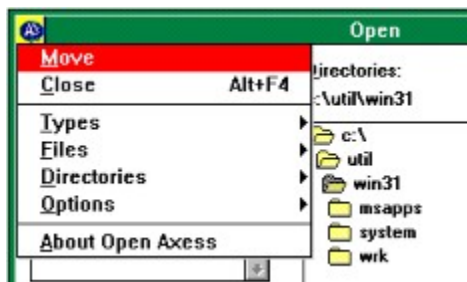 Open
Move
Close Alt+F4
Types
Files
Directories
Options
About Open Axess
irectories:
:\util\win31
c:\
util
win31
msapps
system
wrk